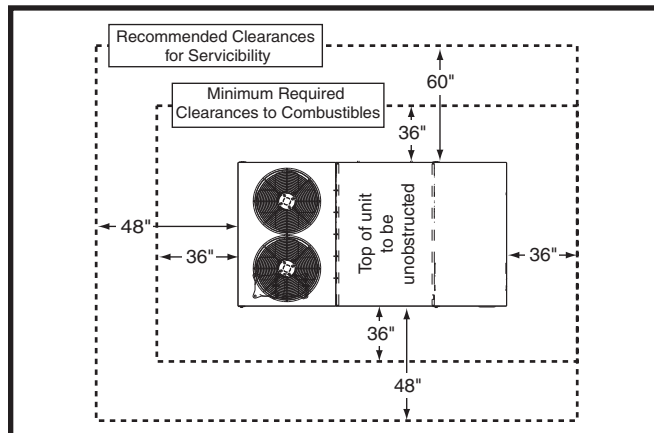 Recommended Clearances
for Servicibility
60"
Minimum Required
Clearances to Combustibles
36"
48"
36"
Top of unit
to be
unobstructed
36"
36"
48"